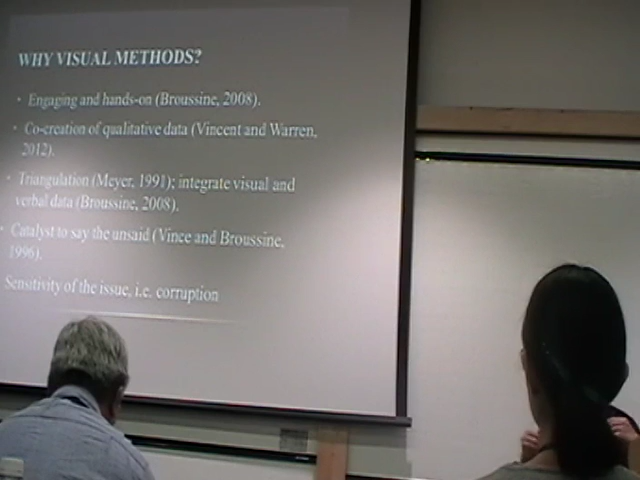 WHY VISUAL METHODS?
• Engaging and hands-on (Broussine, 2008).
• Co-creation of qualitative data (Vincent and Warren,
2012).
• Triangulation (Meyer, 1991); integrate visual and
verbal data (Broussine, 2008).
• Catalyst to say the unsaid (Vince and Broussine,
1996).
Sensitivity of the issue, i.e. corruption